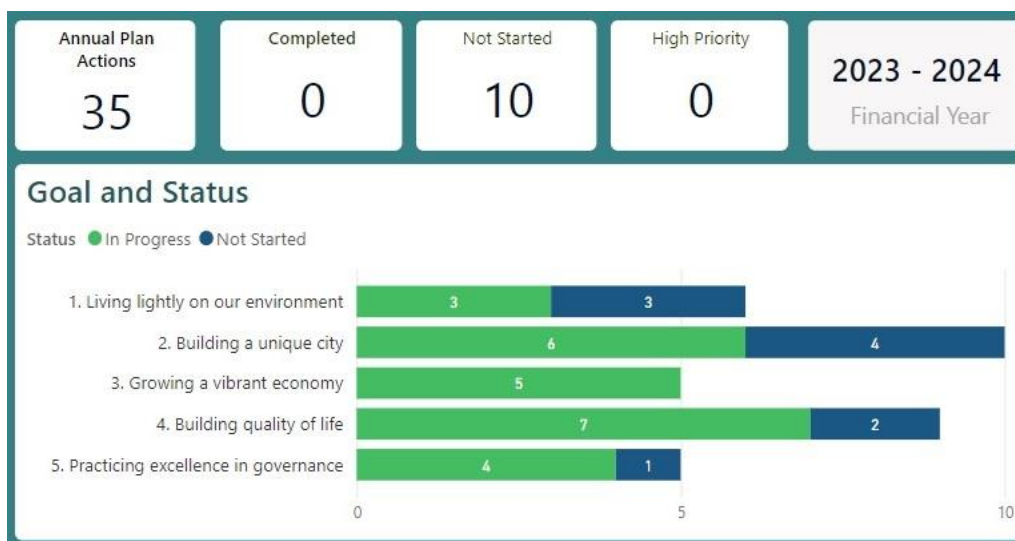 Annual Plan
Actions
35
Completed
0
Not Started
10
High Priority
0
2023 - 2024
Financial Year
Goal and Status
Status In Progress Not Started
1. Living lightly on our environment 3 3
2. Building a unique city 6 4
3. Growing a vibrant economy 5
4. Building quality of life 7 2
5. Practicing excellence in governance 4 1
0 5 10